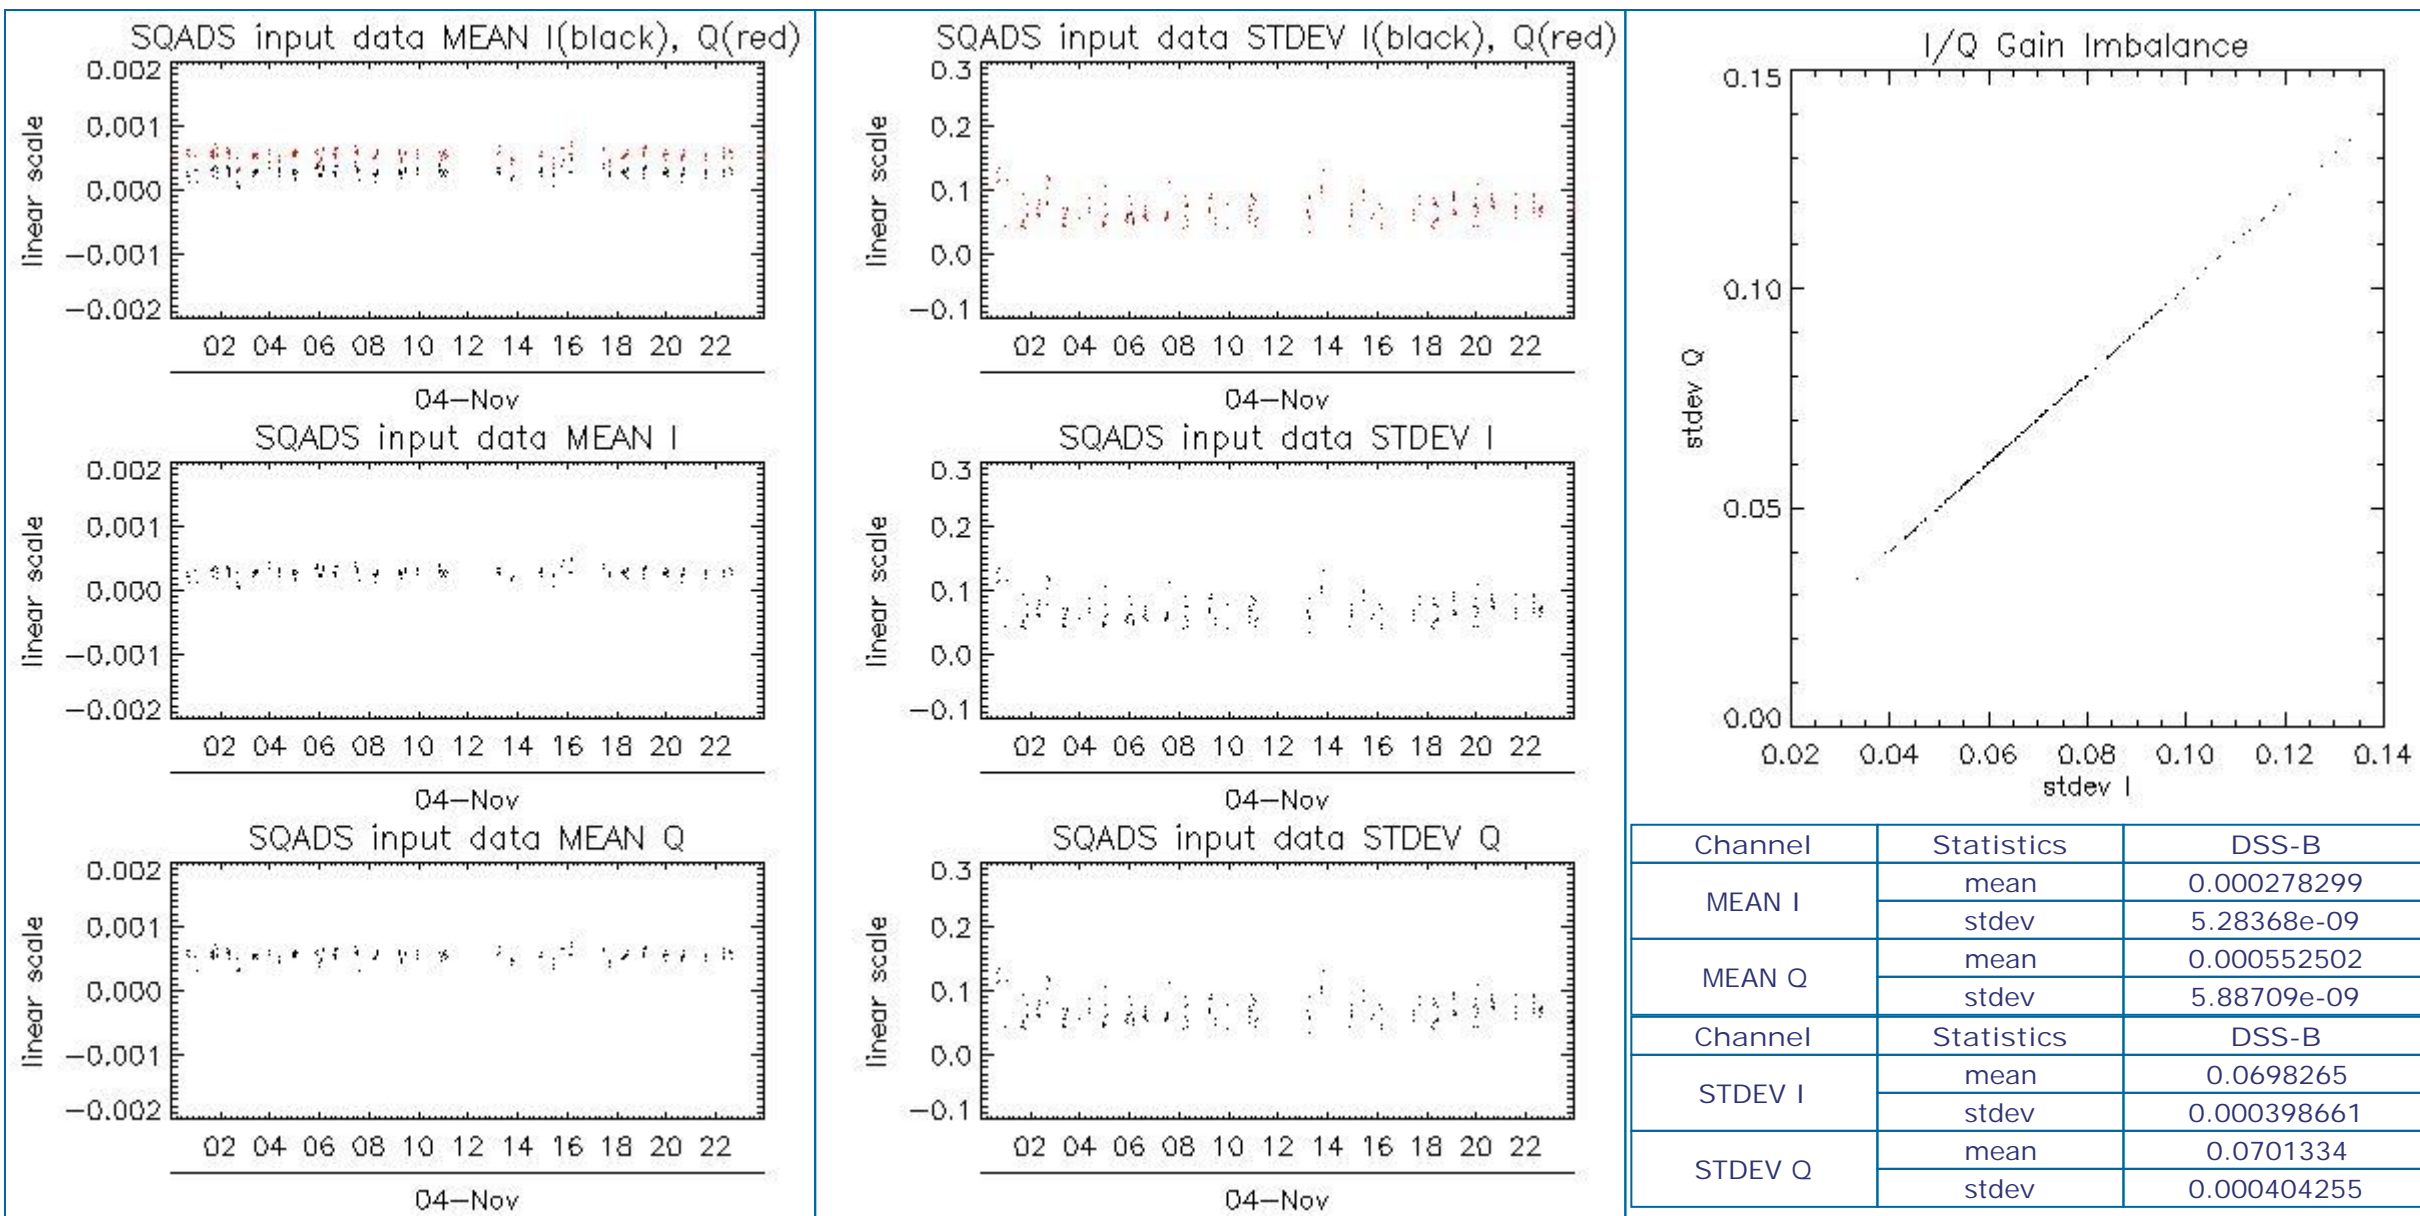 SQADS input data MEAN I(black), Q(red)
0.002
0.001
0.000
−0.001
−0.002
linear scale
02 04 06 08 10 12 14 16 18 20 22
04−Nov
SQADS input data MEAN I
0.002
0.001
0.000
−0.001
−0.002
linear scale
02 04 06 08 10 12 14 16 18 20 22
04−Nov
SQADS input data MEAN Q
0.002
0.001
0.000
−0.001
−0.002
linear scale
02 04 06 08 10 12 14 16 18 20 22
04−Nov
SQADS input data STDEV I(black), Q(red)
0.3
0.2
0.1
0.0
−0.1
linear scale
02 04 06 08 10 12 14 16 18 20 22
04−Nov
SQADS input data STDEV I
0.3
0.2
0.1
0.0
−0.1
linear scale
02 04 06 08 10 12 14 16 18 20 22
04−Nov
SQADS input data STDEV Q
0.3
0.2
0.1
0.0
−0.1
linear scale
02 04 06 08 10 12 14 16 18 20 22
04−Nov
I/Q Gain Imbalance
0.15
0.10
0.05
0.00
stdev Q
0.02 0.04 0.06 0.08 0.10 0.12 0.14
stdev I
Channel Statistics DSS-B
MEAN I mean 0.000278299
stdev 5.28368e-09
MEAN Q mean 0.000552502
stdev 5.88709e-09
Channel Statistics DSS-B
STDEV I mean 0.0698265
stdev 0.000398661
STDEV Q mean 0.0701334
stdev 0.000404255